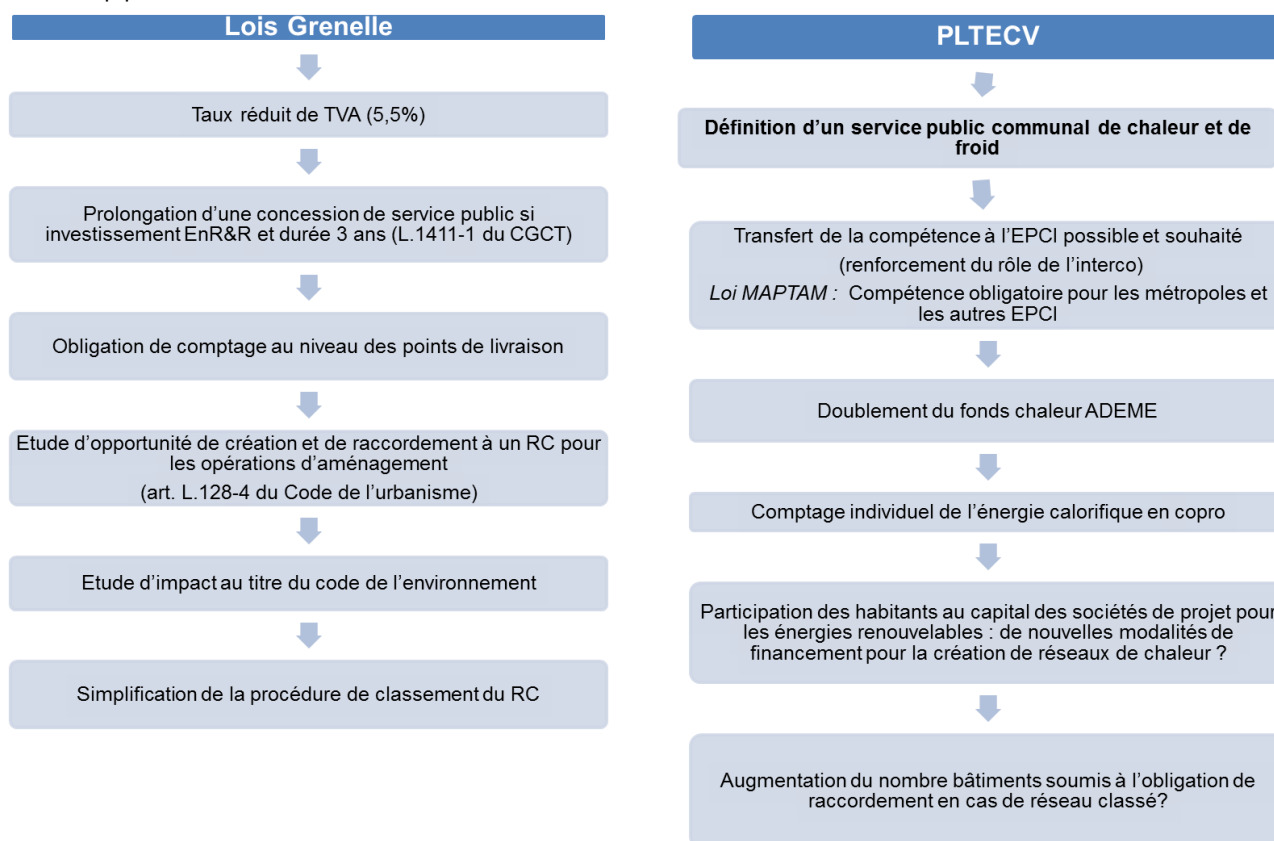 Lois Grenelle
Taux réduit de TVA (5,5%)
Prolongation d’une concession de service public si
investissement EnR&R et durée 3 ans (L.1411-1 du CGCT)
Obligation de comptage au niveau des points de livraison
Etude d’opportunité de création et de raccordement à un RC pour
les opérations d’aménagement
(art. L.128-4 du Code de l’urbanisme)
Etude d’impact au titre du code de l’environnement
Simplification de la procédure de classement du RC
PLTECV
Définition d’un service public communal de chaleur et de
froid
Transfert de la compétence à l’EPCI possible et souhaité
(renforcement du rôle de l’interco)
Loi MAPTAM : Compétence obligatoire pour les métropoles et
les autres EPCI
Doublement du fonds chaleur ADEME
Comptage individuel de l’énergie calorifique en copro
Participation des habitants au capital des sociétés de projet pour
les énergies renouvelables : de nouvelles modalités de
financement pour la création de réseaux de chaleur ?
Augmentation du nombre bâtiments soumis à l’obligation de
raccordement en cas de réseau classé?